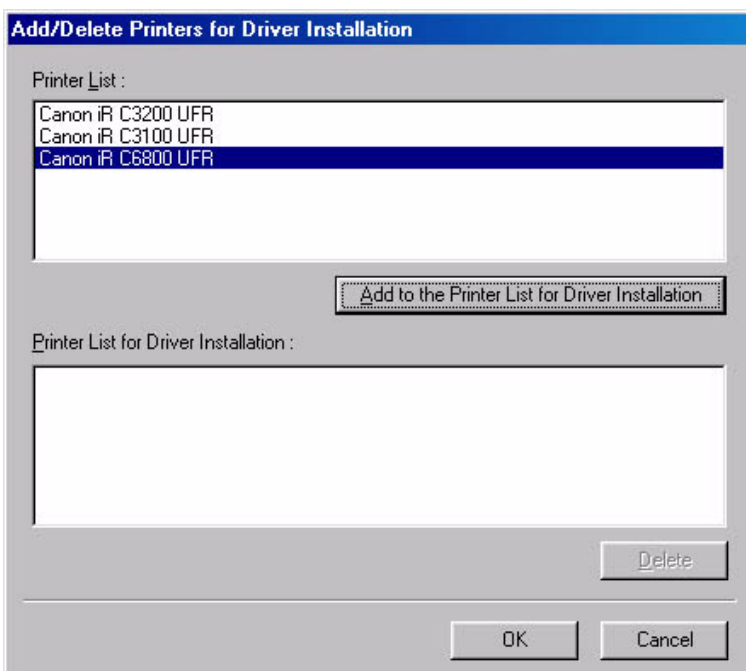 Add/Delete Printers for Driver Installation
Printer List :
Canon iR C3200 UFR
Canon iR C3100 UFR
Canon iR C6800 UFR
Add to the Printer List for Driver Installation
Printer List for Driver Installation :
Delete
OK Cancel